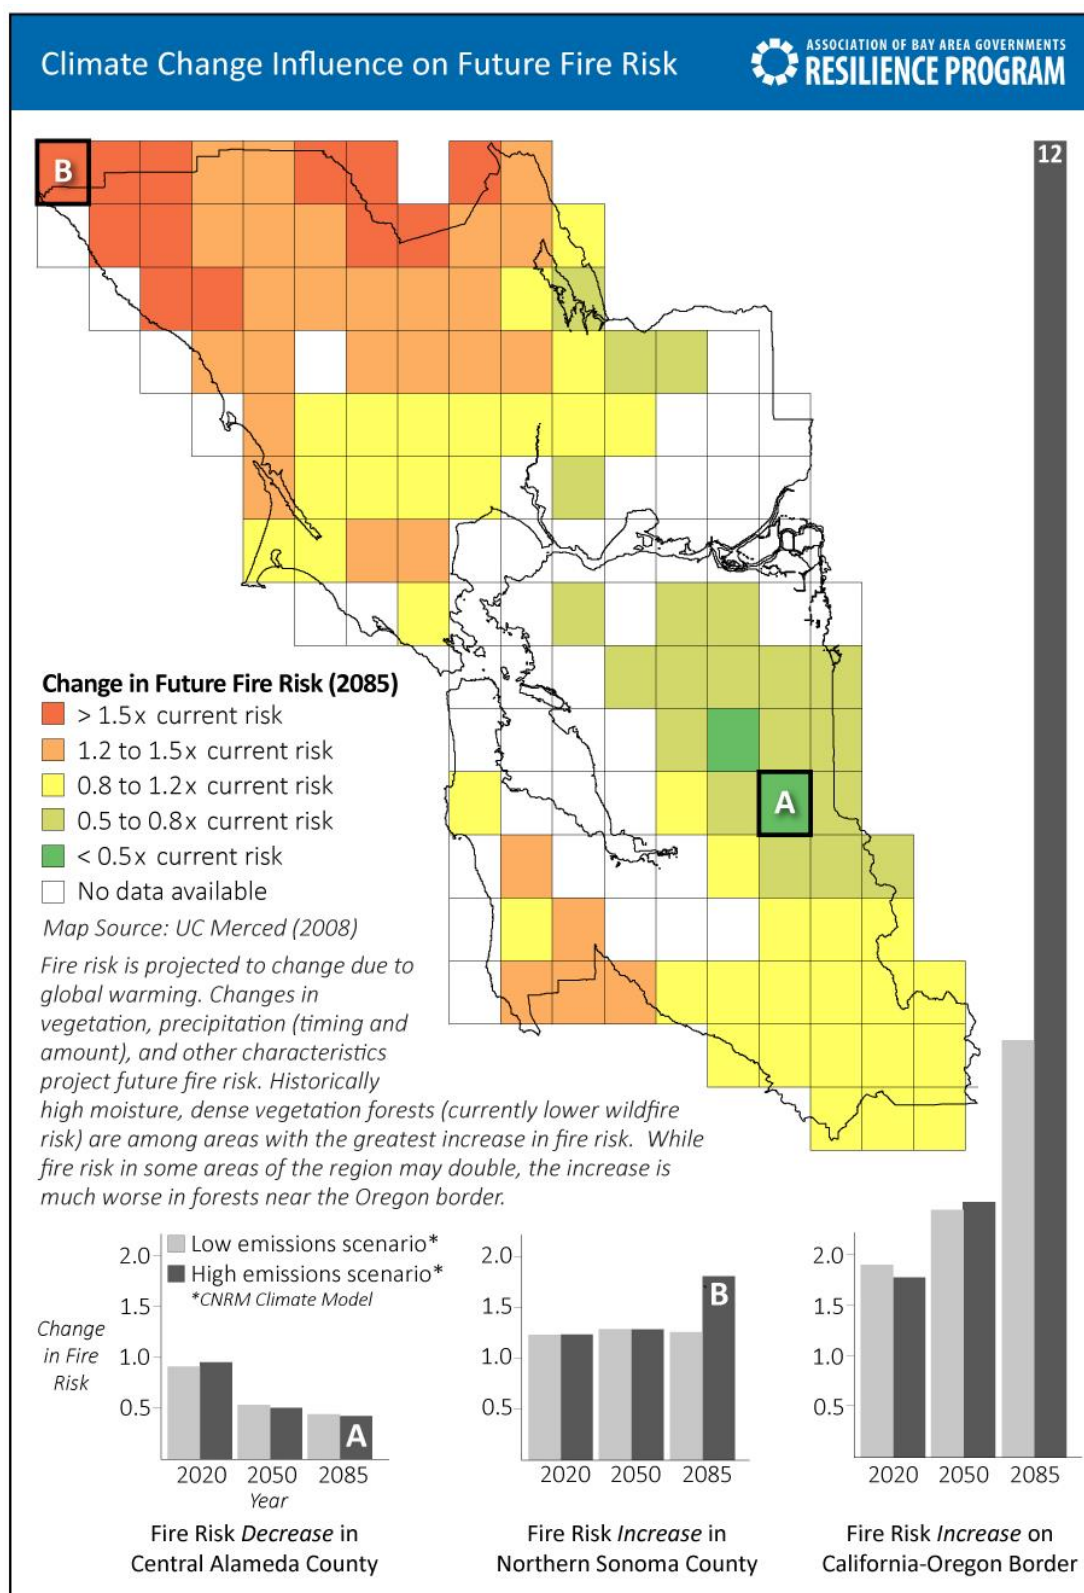 Climate Change Influence on Future Fire Risk
ASSOCIATION OF BAY AREA GOVERNMENTS
RESILIENCE PROGRAM
B
12
A
Change in Future Fire Risk (2085)
> 1.5x current risk
1.2 to 1.5x current risk
0.8 to 1.2x current risk
0.5 to 0.8x current risk
< 0.5x current risk
No data available
Map Source: UC Merced (2008)
Fire risk is projected to change due to
global warming. Changes in
vegetation, precipitation (timing and
amount), and other characteristics
project future fire risk. Historically
high moisture, dense vegetation forests (currently lower wildfire
risk) are among areas with the greatest increase in fire risk. While
fire risk in some areas of the region may double, the increase is
much worse in forests near the Oregon border.
Low emissions scenario*
High emissions scenario*
*CNRM Climate Model
Change
in Fire
Risk
2.0
1.5
1.0
0.5
A
2020 2050 2085
Year
Fire Risk Decrease in
Central Alameda County
2.0
1.5
1.0
0.5
B
2020 2050 2085
Fire Risk Increase in
Northern Sonoma County
2.0
1.5
1.0
0.5
2020 2050 2085
Fire Risk Increase on
California-Oregon Border